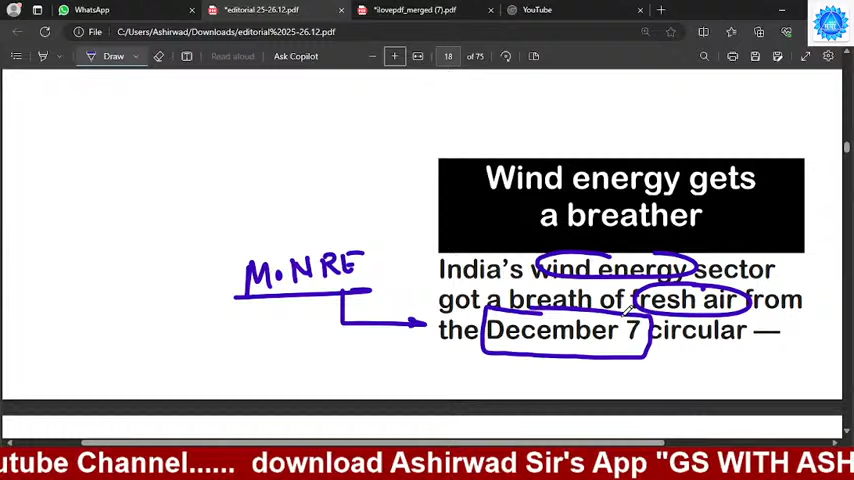 WhatsApp
*editorial 25-26.12.pdf
*ilovepdf_merged (7).pdf
YouTube
File
C:/Users/Ashirwad/Downloads/editorial%2025-26.12.pdf
Draw
Read aloud
Ask Copilot
18
of 75
Wind energy gets
a breather
M.NRE
India's wind energy sector
got a breath of fresh air from
the December 7 circular —
utube Channel...... download Ashirwad Sir's App "GS WITH ASH